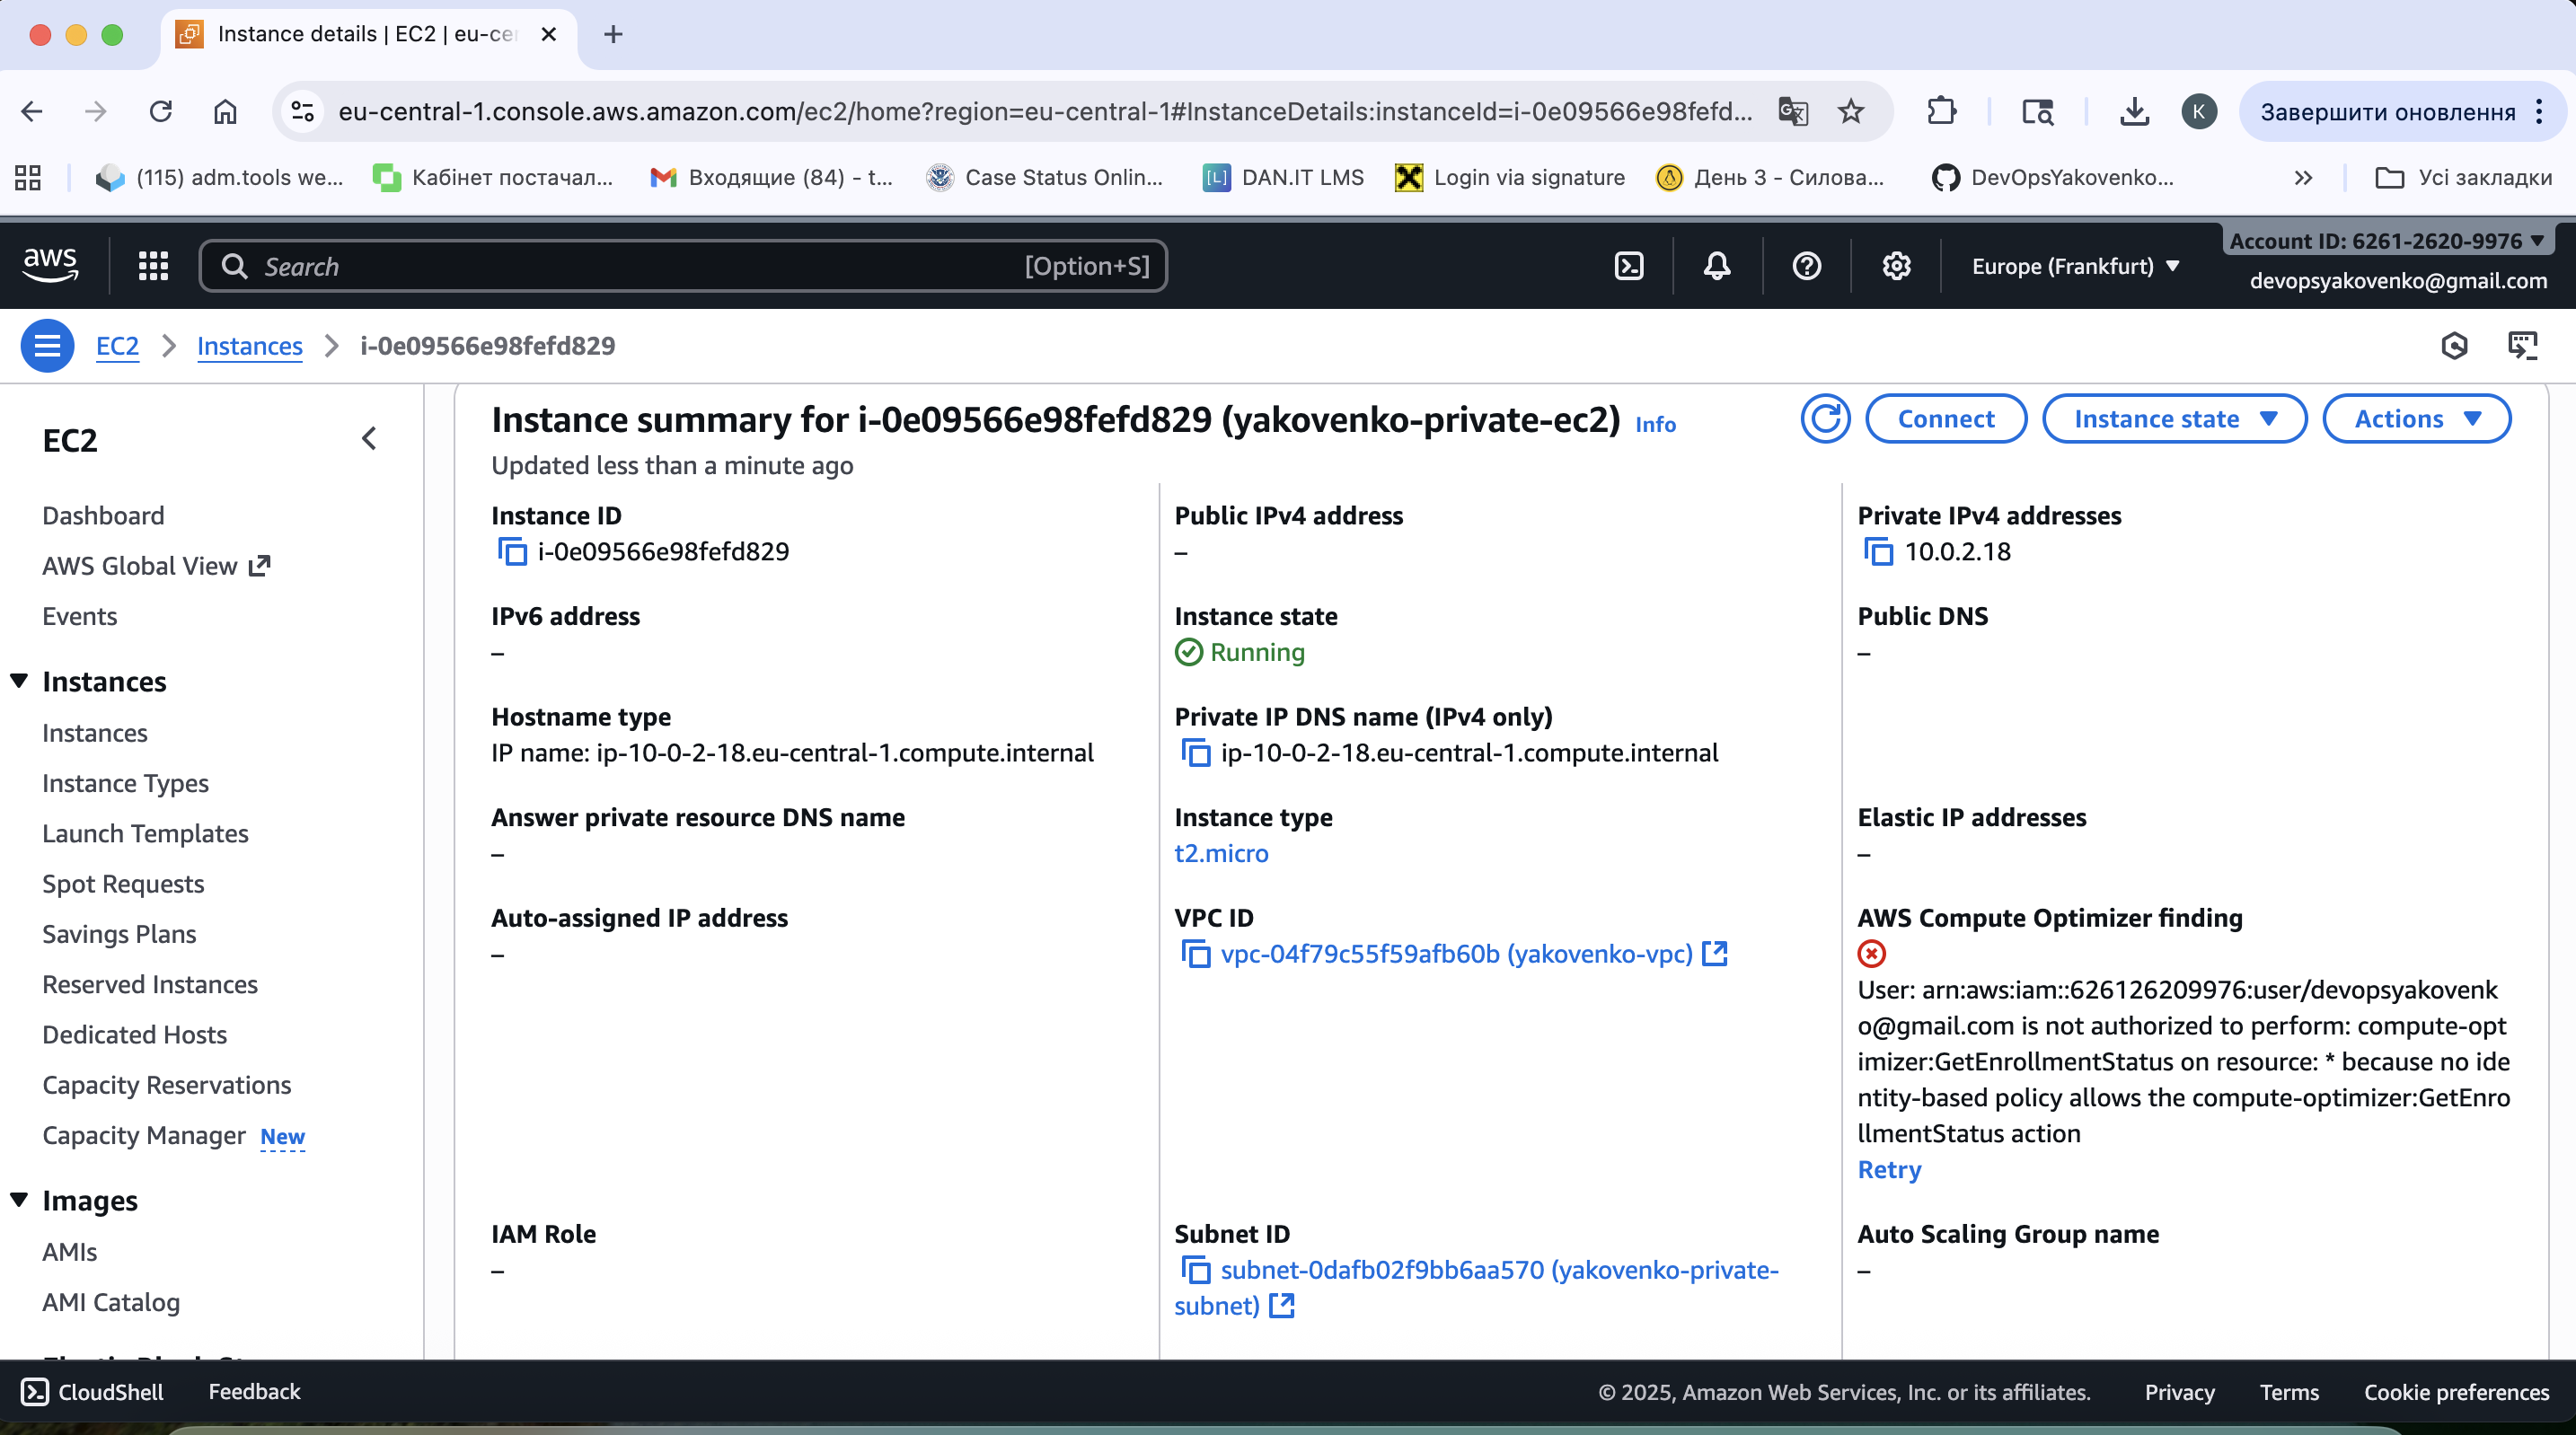 Instance details | EC2 | eu-cer
eu-central-1.console.aws.amazon.com/ec2/home?region=eu-central-1#InstanceDetails:instanceId=i-0e09566e98fefd...
K
Завершити оновлення
(115) adm.tools we...
Кабінет постачал...
Входящие (84) - t...
Case Status Onlin...
DAN.IT LMS
Login via signature
День 3 - Силова...
DevOpsYakovenko...
Усі закладки
aws
Search
[Option+S]
Europe (Frankfurt)
Account ID: 6261-2620-9976
devopsyakovenko@gmail.com
EC2
Instances
i-0e09566e98fefd829
EC2
Dashboard
AWS Global View
Events
Instances
Instances
Instance Types
Launch Templates
Spot Requests
Savings Plans
Reserved Instances
Dedicated Hosts
Capacity Reservations
Capacity Manager New
Images
AMIs
AMI Catalog
Instance summary for i-0e09566e98fefd829 (yakovenko-private-ec2) Info
Updated less than a minute ago
Connect
Instance state
Actions
Instance ID
i-0e09566e98fefd829
Public IPv4 address
–
Private IPv4 addresses
10.0.2.18
IPv6 address
–
Instance state
Running
Public DNS
–
Hostname type
IP name: ip-10-0-2-18.eu-central-1.compute.internal
Private IP DNS name (IPv4 only)
ip-10-0-2-18.eu-central-1.compute.internal
Answer private resource DNS name
–
Instance type
t2.micro
Elastic IP addresses
–
Auto-assigned IP address
–
VPC ID
vpc-04f79c55f59afb60b (yakovenko-vpc)
AWS Compute Optimizer finding
User: arn:aws:iam::626126209976:user/devopsyakovenk
o@gmail.com is not authorized to perform: compute-opt
imizer:GetEnrollmentStatus on resource: * because no ide
ntity-based policy allows the compute-optimizer:GetEnro
llmentStatus action
Retry
IAM Role
–
Subnet ID
subnet-0dafb02f9bb6aa570 (yakovenko-private-
subnet)
Auto Scaling Group name
–
CloudShell
Feedback
© 2025, Amazon Web Services, Inc. or its affiliates.
Privacy
Terms
Cookie preferences